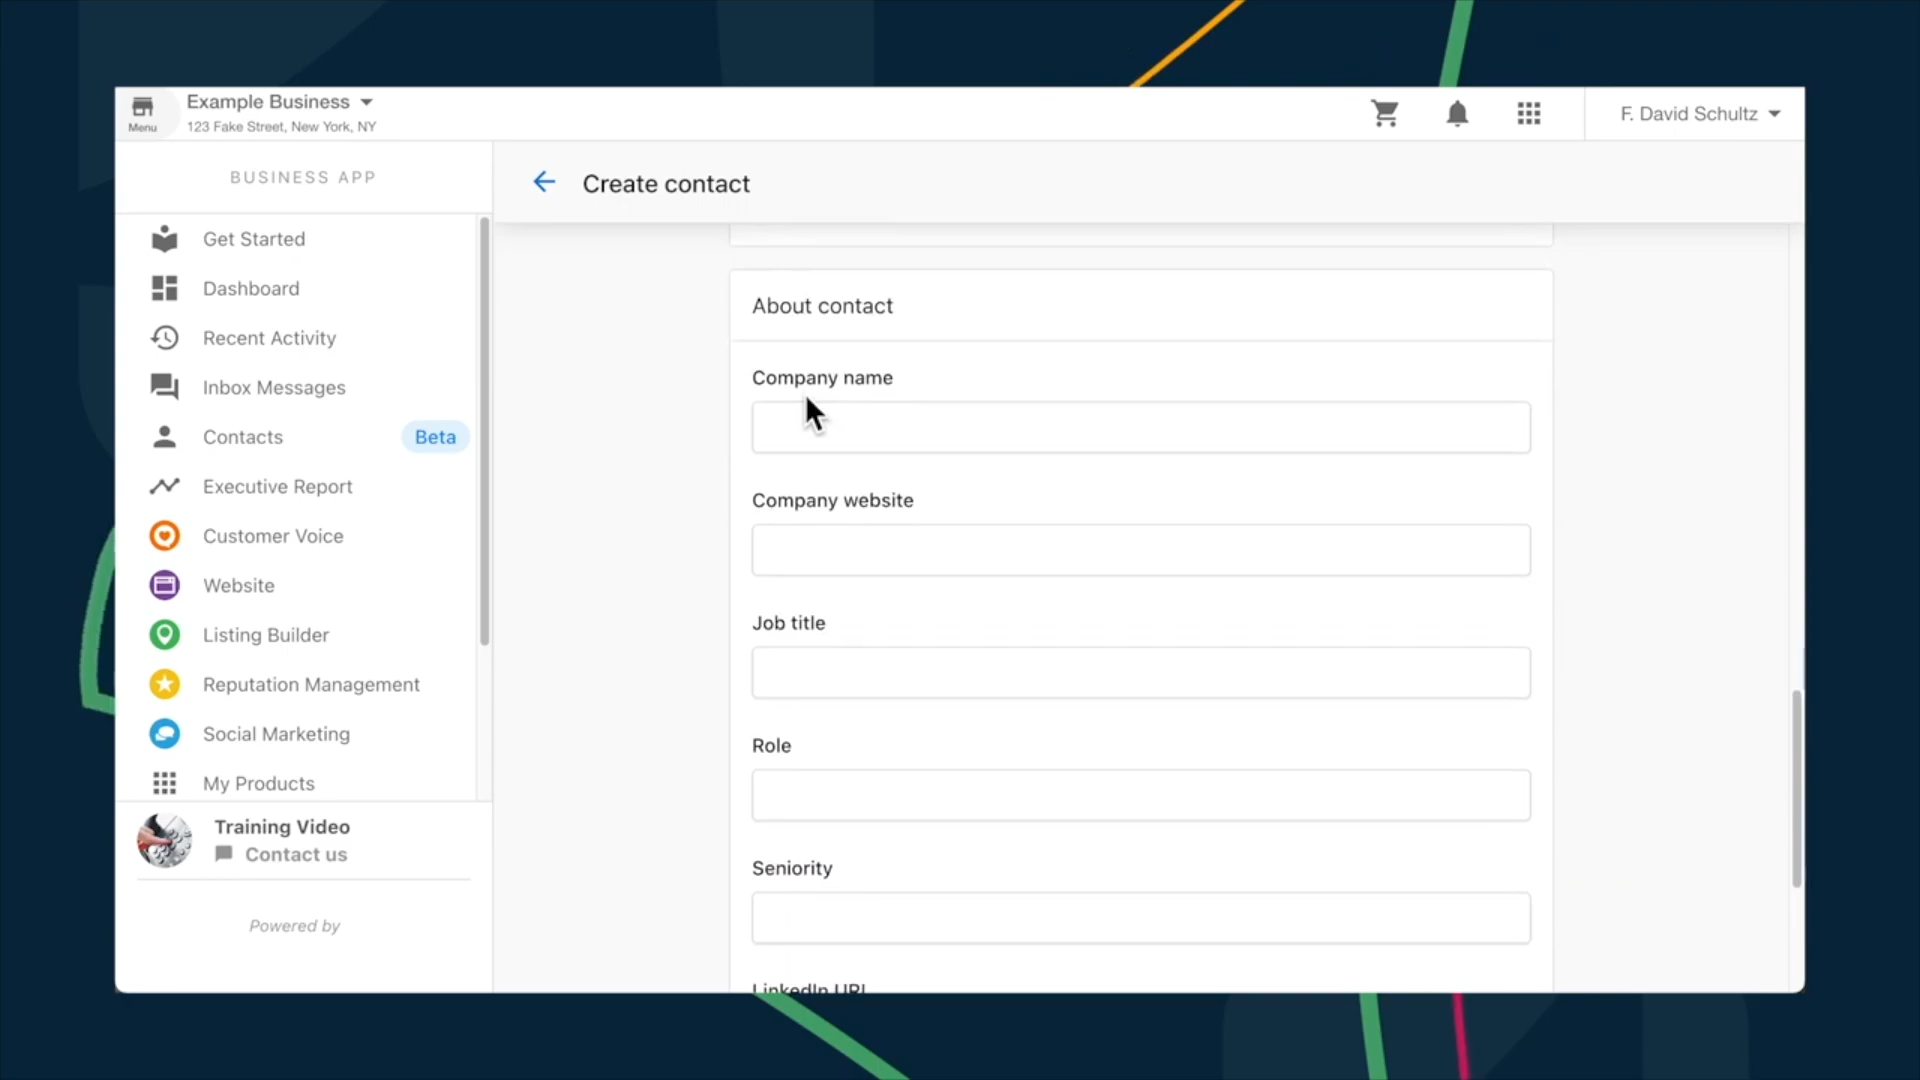 Example Business
Menu
123 Fake Street, New York, NY
F. David Schultz
BUSINESS APP
Create contact
Get Started
Dashboard
Recent Activity
Inbox Messages
Contacts
Beta
Executive Report
Customer Voice
Website
Listing Builder
Reputation Management
Social Marketing
My Products
Training Video
Contact us
Powered by
About contact
Company name
Company website
Job title
Role
Seniority
LinkedIn URL